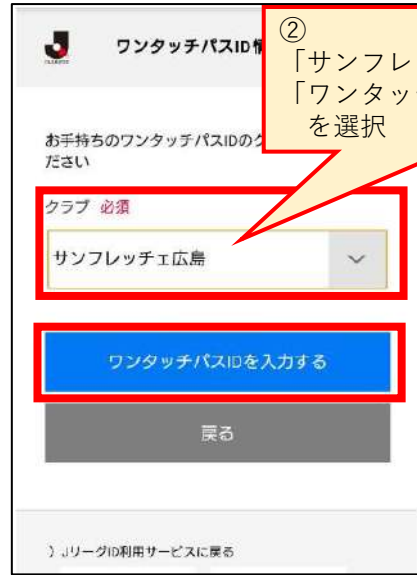 ワンタッチパスID
②
「サンフレ
「ワンタッ
を選択
お手持ちのワンタッチパスIDのク
ださい
クラブ 必須
サンフレッチェ広島
ワンタッチパスIDを入力する
戻る
〉JリーグID利用サービスに戻る